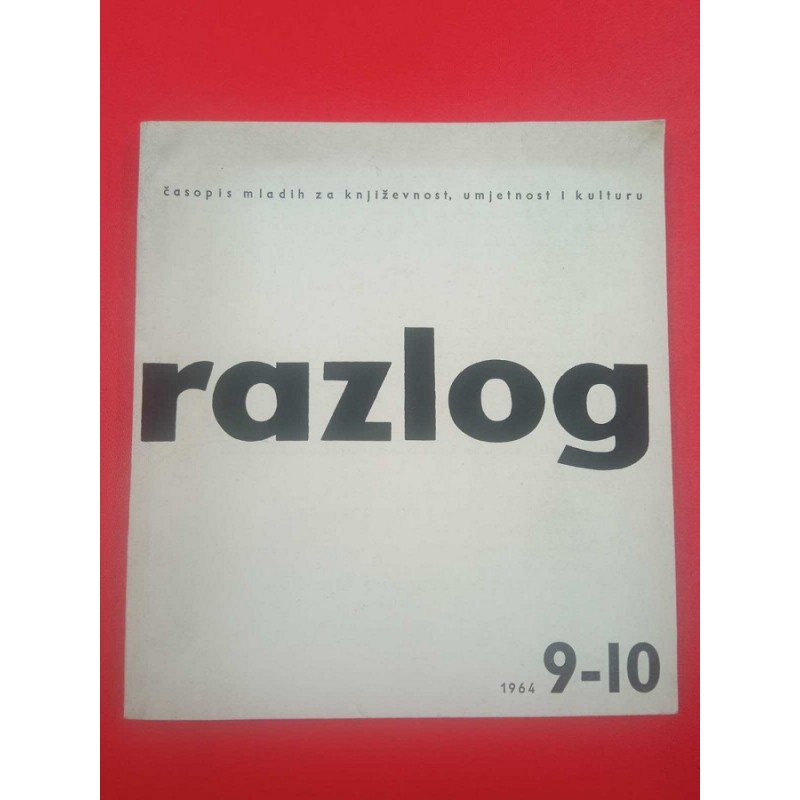 časopis mladih za književnost, umjetnost i kulturu
razlog
1964 9-10